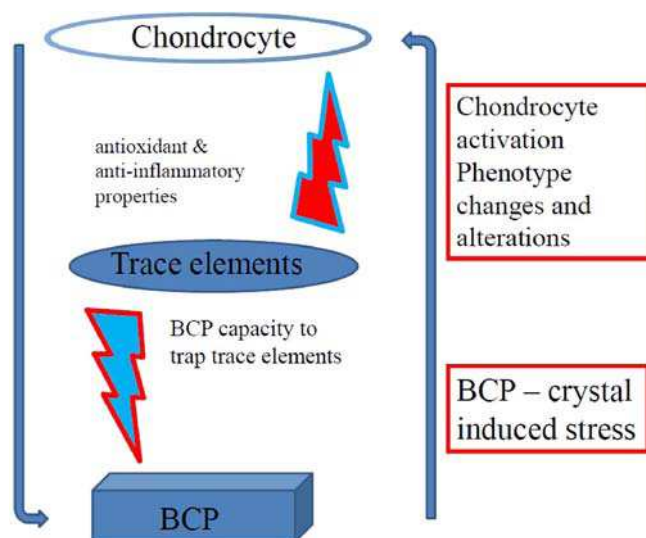 Chondrocyte
antioxidant &
anti-inflammatory
properties
Chondrocyte
activation
Phenotype
changes and
alterations
Trace elements
BCP capacity to
trap trace elements
BCP – crystal
induced stress
BCP